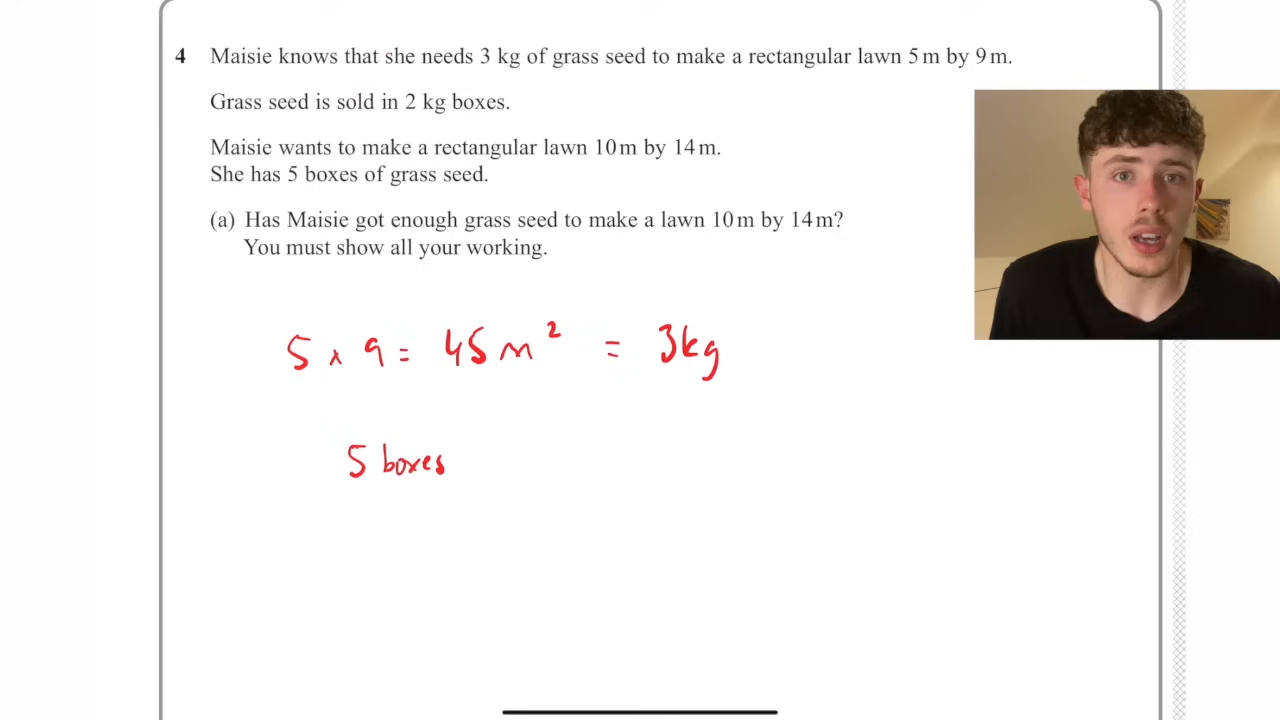 4 Maisie knows that she needs 3 kg of grass seed to make a rectangular lawn 5 m by 9 m.
Grass seed is sold in 2 kg boxes.
Maisie wants to make a rectangular lawn 10 m by 14 m.
She has 5 boxes of grass seed.
(a) Has Maisie got enough grass seed to make a lawn 10 m by 14 m?
You must show all your working.
5 x 9 = 45 m² = 3kg
5 boxes